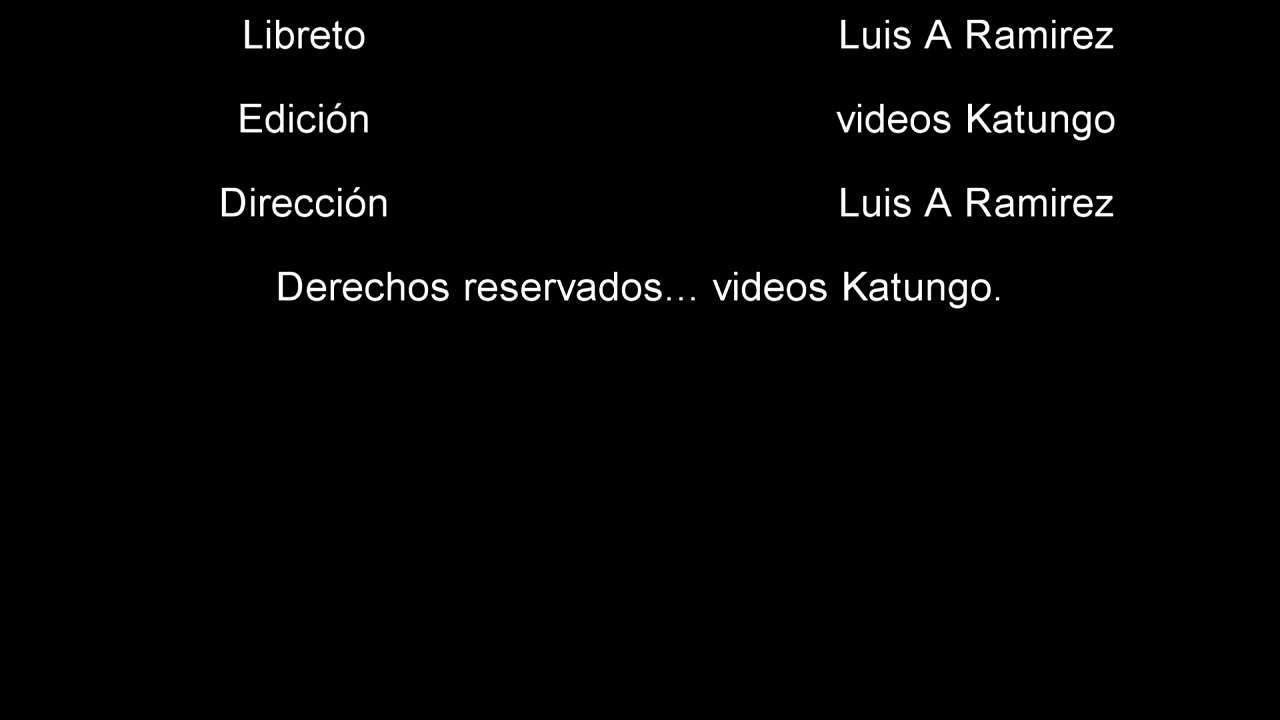 Libreto Luis A Ramirez
Edición videos Katungo
Dirección Luis A Ramirez
Derechos reservados... videos Katungo.